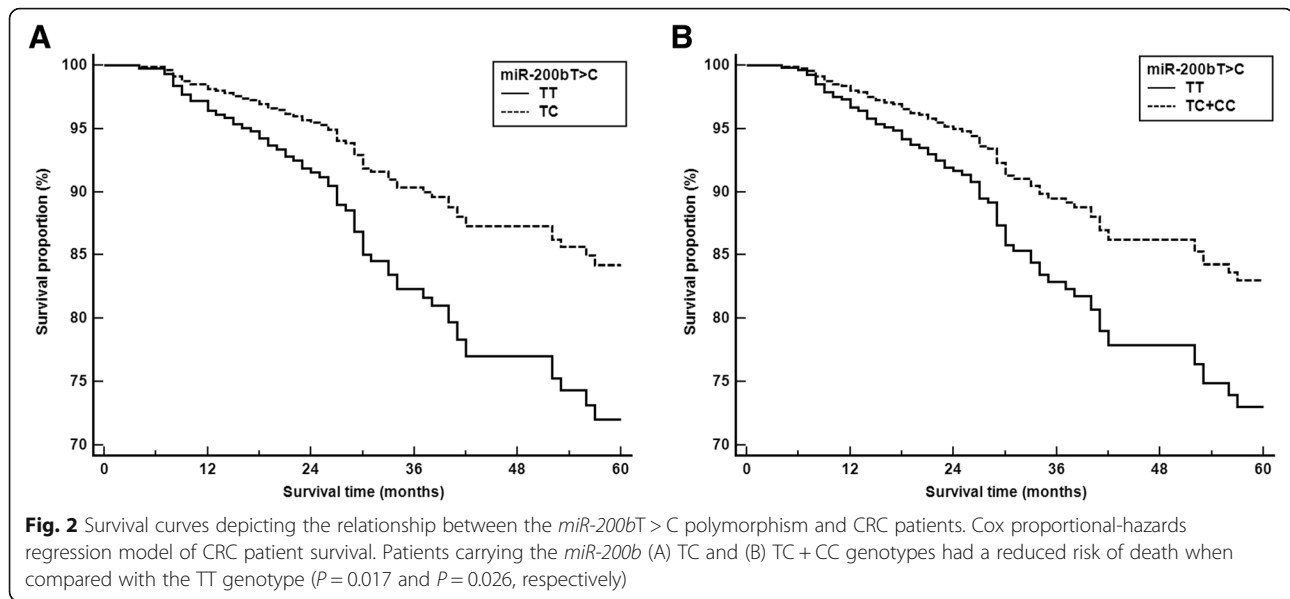 A
miR-200bT>C
TT
TC
Survival proportion (%)
100
95
90
85
80
75
70
0 12 24 36 48 60
Survival time (months)
B
miR-200bT>C
TT
TC+CC
Survival proportion (%)
100
95
90
85
80
75
70
0 12 24 36 48 60
Survival time (months)
Fig. 2 Survival curves depicting the relationship between the miR-200bT > C polymorphism and CRC patients. Cox proportional-hazards
regression model of CRC patient survival. Patients carrying the miR-200b (A) TC and (B) TC + CC genotypes had a reduced risk of death when
compared with the TT genotype (P = 0.017 and P = 0.026, respectively)